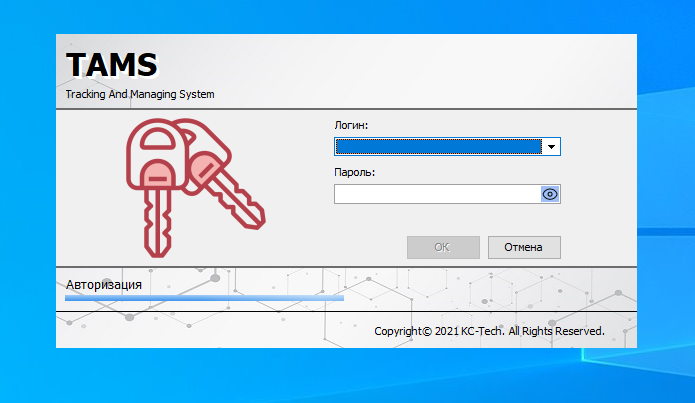 TAMS
Tracking And Managing System
Логин:
Пароль:
OK
Отмена
Авторизация
Copyright© 2021 KC-Tech. All Rights Reserved.